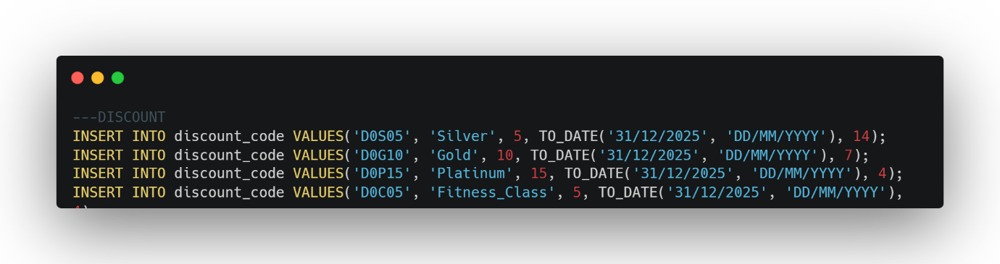 ---DISCOUNT
INSERT INTO discount_code VALUES('D0S05', 'Silver', 5, TO_DATE('31/12/2025', 'DD/MM/YYYY'), 14);
INSERT INTO discount_code VALUES('D0G10', 'Gold', 10, TO_DATE('31/12/2025', 'DD/MM/YYYY'), 7);
INSERT INTO discount_code VALUES('D0P15', 'Platinum', 15, TO_DATE('31/12/2025', 'DD/MM/YYYY'), 4);
INSERT INTO discount_code VALUES('D0C05', 'Fitness_Class', 5, TO_DATE('31/12/2025', 'DD/MM/YYYY'),